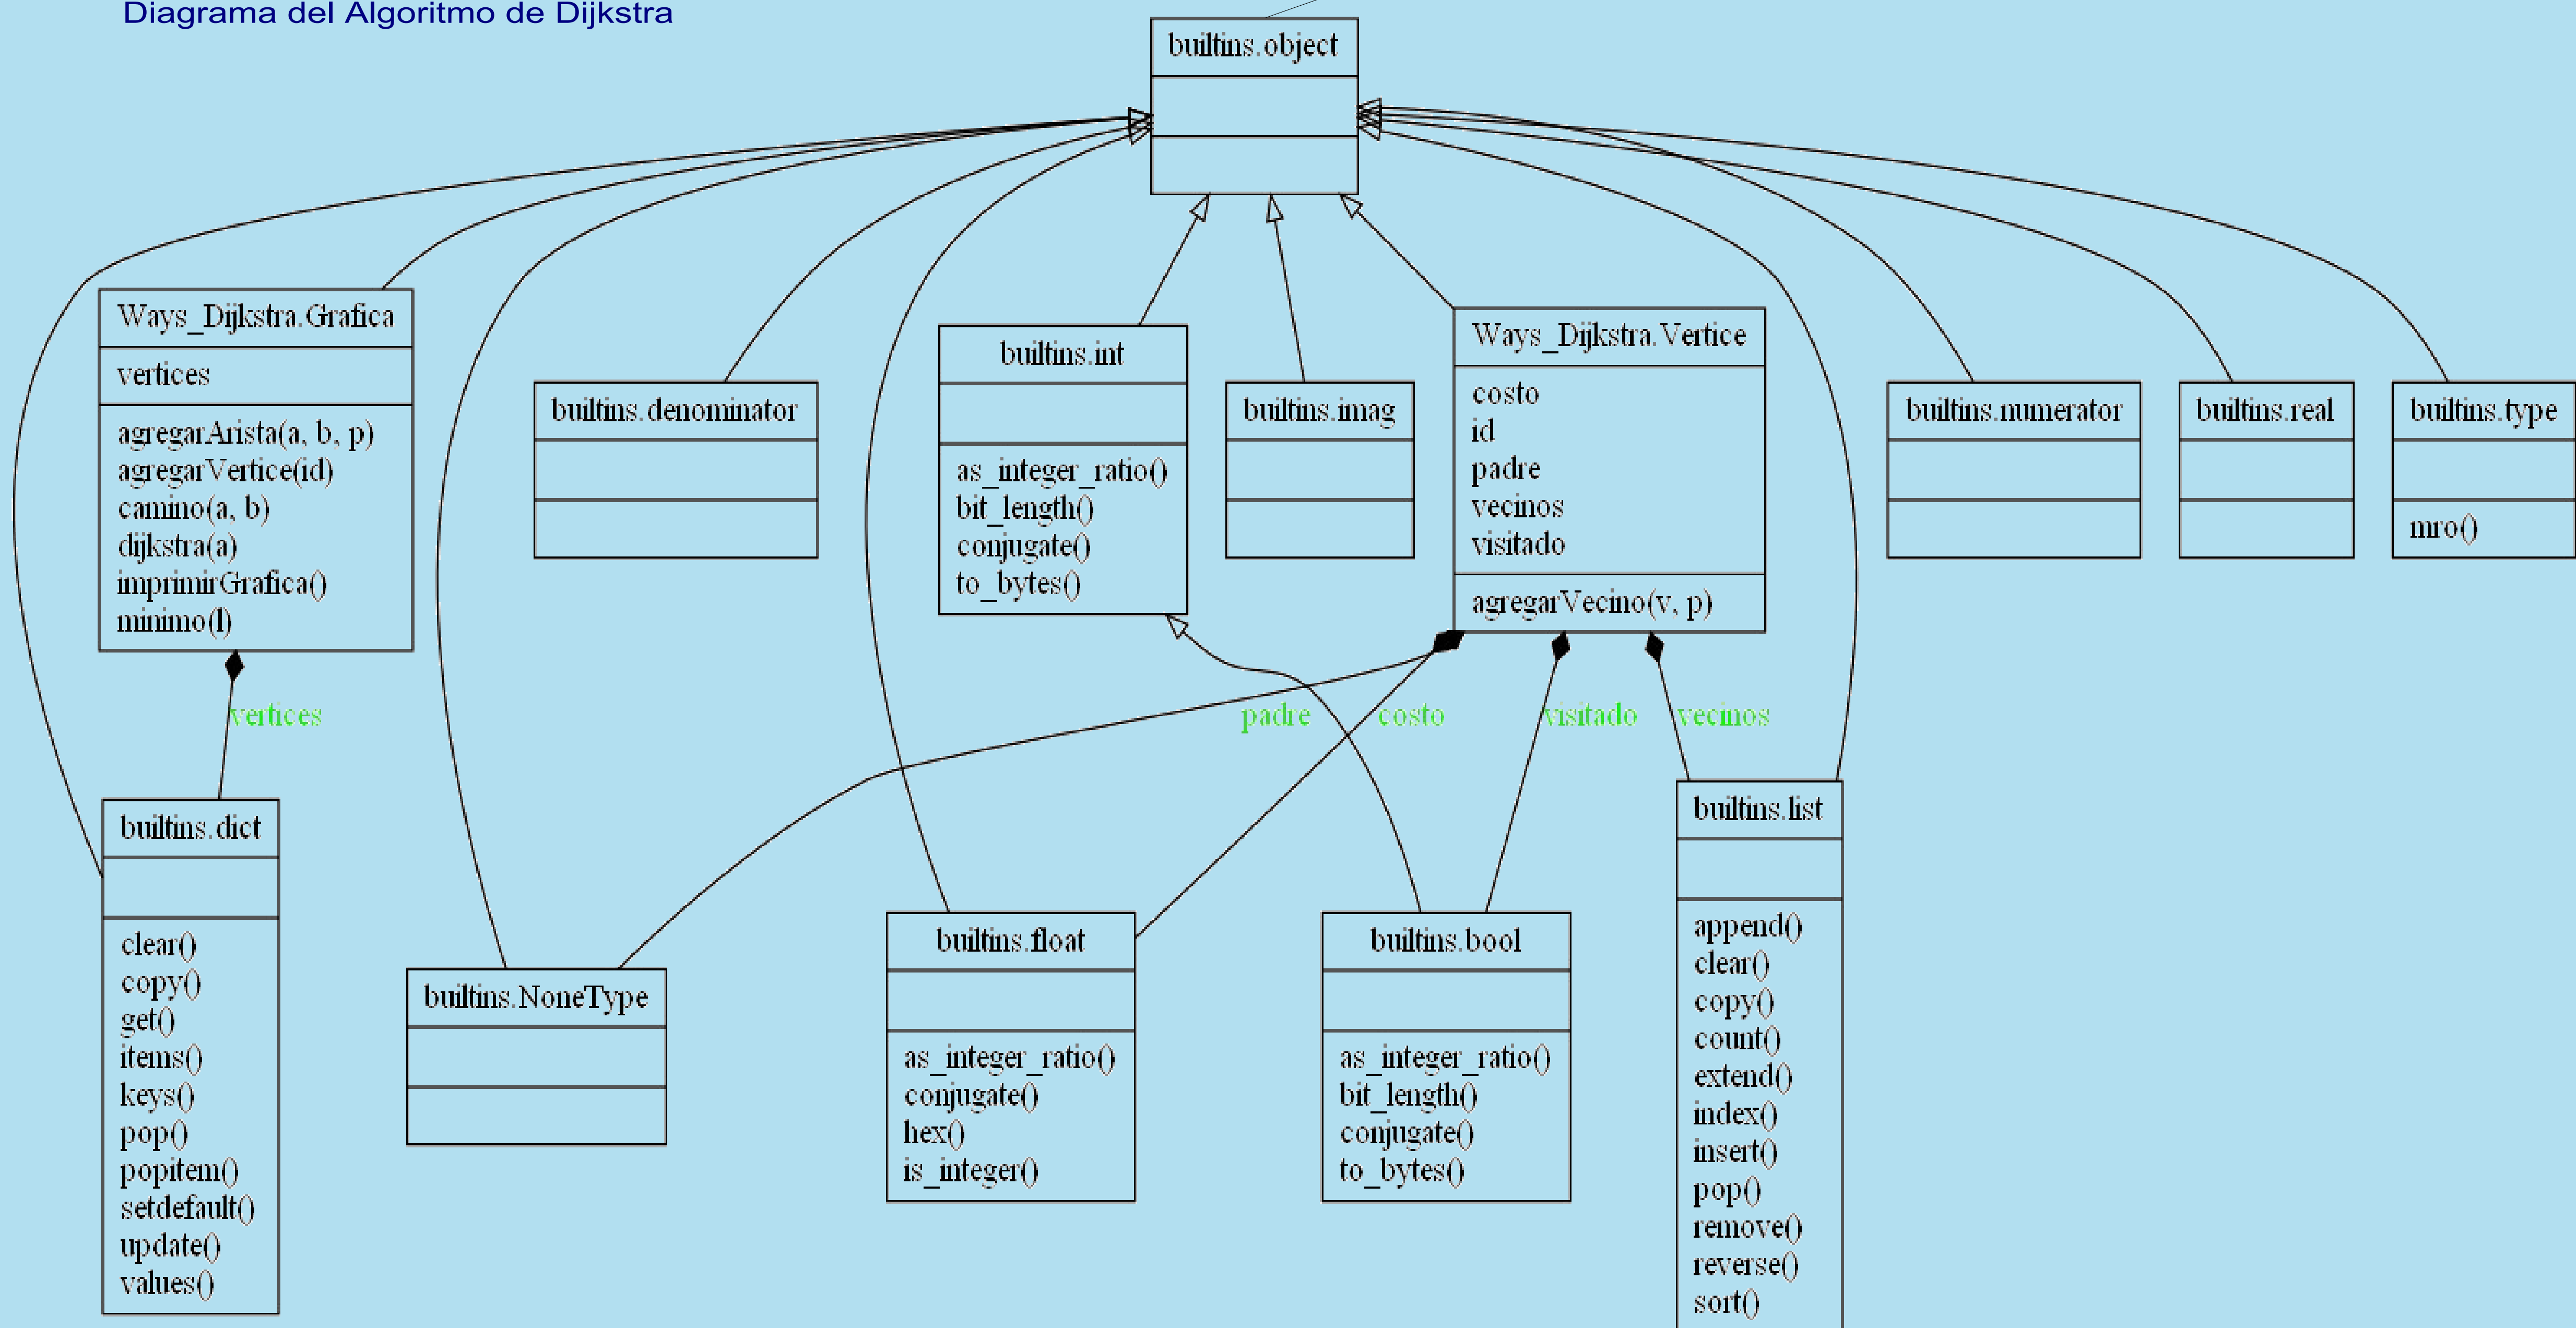 Diagrama del Algoritmo de Dijkstra
builtins.object
Ways_Dijkstra.Grafica
vertices
agregarArista(a, b, p)
agregarVertice(id)
camino(a, b)
dijkstra(a)
imprimirGrafica()
minimo(l)
builtins.denominator
builtins.int
as_integer_ratio()
bit_length()
conjugate()
to_bytes()
builtins.imag
Ways_Dijkstra.Vertice
costo
id
padre
vecinos
visitado
agregarVecino(v, p)
builtins.numerator
builtins.real
builtins.type
mro()
vertices
padre
costo
visitado
vecinos
builtins.dict
clear()
copy()
get()
items()
keys()
pop()
popitem()
setdefault()
update()
values()
builtins.NoneType
builtins.float
as_integer_ratio()
conjugate()
hex()
is_integer()
builtins.bool
as_integer_ratio()
bit_length()
conjugate()
to_bytes()
builtins.list
append()
clear()
copy()
count()
extend()
index()
insert()
pop()
remove()
reverse()
sort()